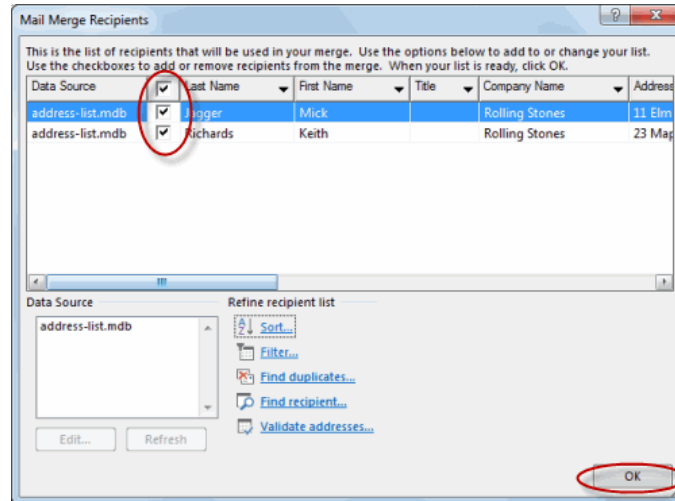 Mail Merge Recipients
This is the list of recipients that will be used in your merge. Use the options below to add to or change your list.
Use the checkboxes to add or remove recipients from the merge. When your list is ready, click OK.
Data Source Last Name First Name Title Company Name Address
address-list.mdb Jagger Mick Rolling Stones 11 Elm
address-list.mdb Richards Keith Rolling Stones 23 Map
Data Source Refine recipient list
address-list.mdb Sort...
Filter...
Find duplicates...
Find recipient...
Validate addresses...
Edit... Refresh
OK